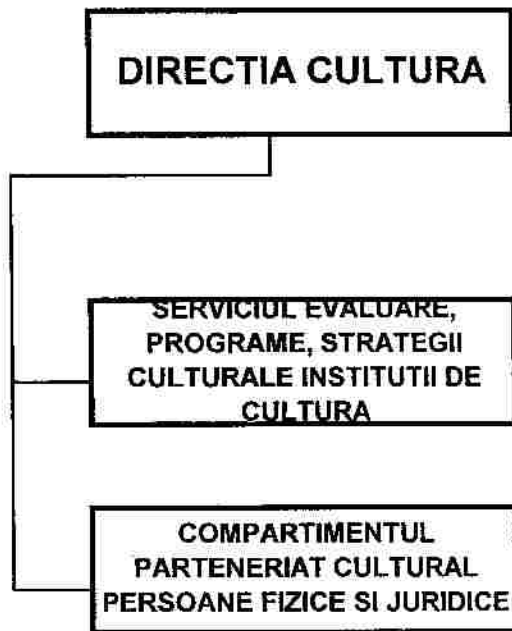 DIRECTIA CULTURA
SERVICIUL EVALUARE,
PROGRAME, STRATEGII
CULTURALE INSTITUTII DE
CULTURA
COMPARTIMENTUL
PARTENERIAT CULTURAL
PERSOANE FIZICE SI JURIDICE